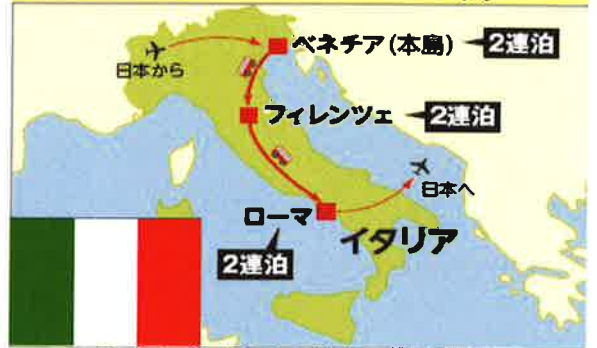 ベネチア(本島)
2連泊
日本から
フィレンツェ
2連泊
日本へ
ローマ
イタリア
2連泊